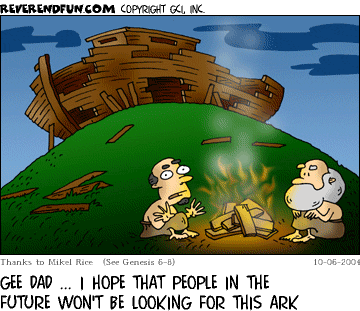 REVERENDFUN.COM COPYRIGHT GCI, INC.
Thanks to Mikel Rice (See Genesis 6-8) 10-06-2004
GEE DAD ... I HOPE THAT PEOPLE IN THE
FUTURE WON'T BE LOOKING FOR THIS ARK